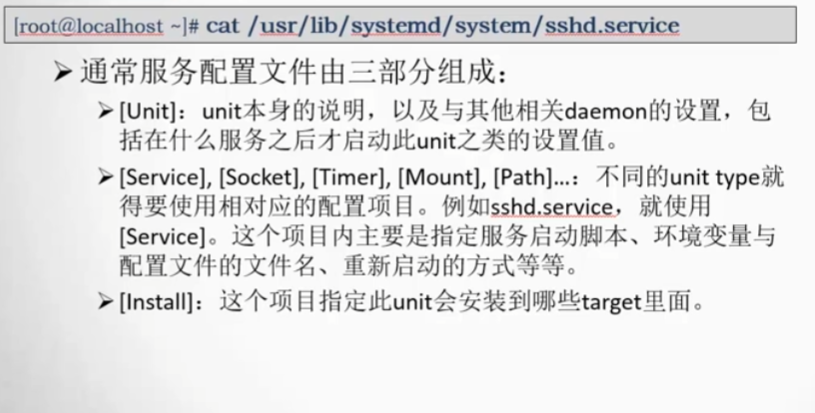 [root@localhost ~]# cat /usr/lib/systemd/system/sshd.service
➢通常服务配置文件由三部分组成：
➢[Unit]：unit本身的说明，以及与其他相关daemon的设置，包
括在什么服务之后才启动此unit之类的设置值。
➢[Service], [Socket], [Timer], [Mount], [Path]...：不同的unit type就
得要使用相对应的配置项目。例如sshd.service，就使用
[Service]。这个项目内主要是指定服务启动脚本、环境变量与
配置文件的文件名、重新启动的方式等等。
➢[Install]：这个项目指定此unit会安装到哪些target里面。